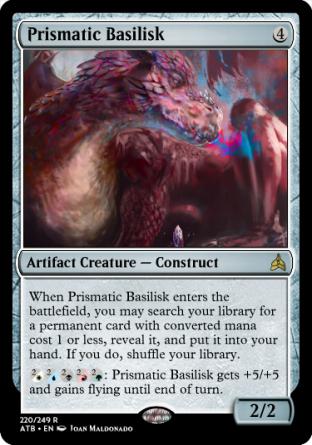 Prismatic Basilisk 4
Artifact Creature — Construct
When Prismatic Basilisk enters the
battlefield, you may search your library for
a permanent card with converted mana
cost 1 or less, reveal it, and put it into your
hand. If you do, shuffle your library.
: Prismatic Basilisk gets +5/+5
and gains flying until end of turn.
220/249 R
ATB • EN Joan Maldonado
2/2